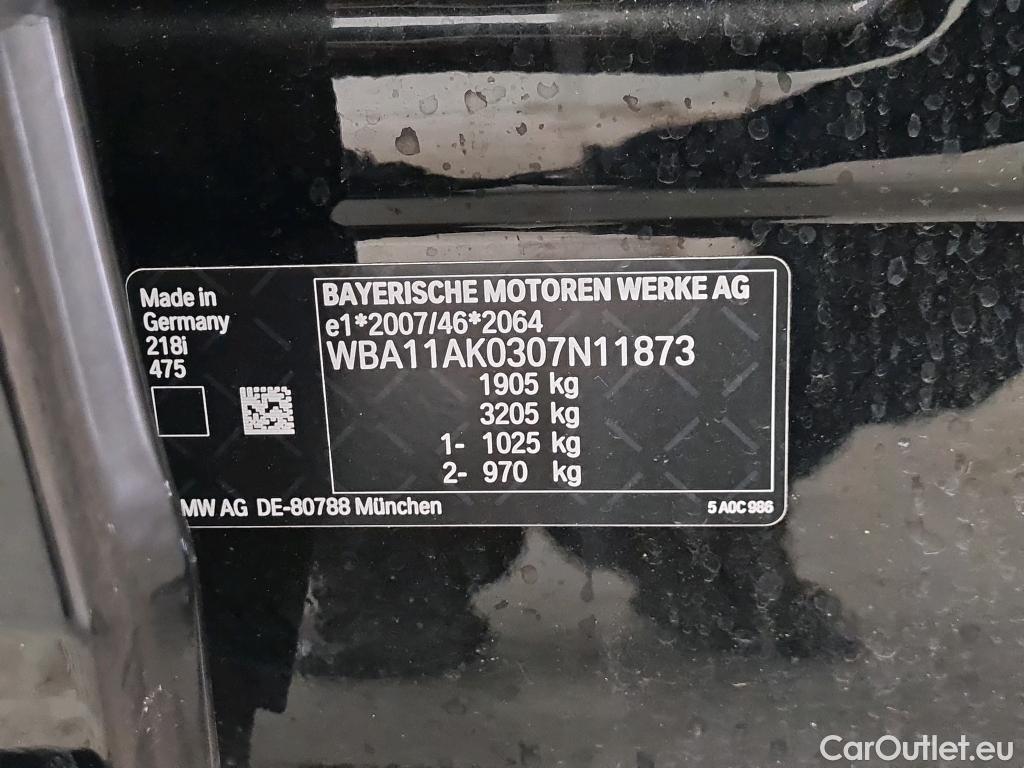 Made in
Germany
218i
475
BAYERISCHE MOTOREN WERKE AG
e1*2007/46*2064
WBA11AK0307N11873
1905 kg
3205 kg
1- 1025 kg
2- 970 kg
MW AG DE-80788 München
5 A0C 986
CarOutlet.eu